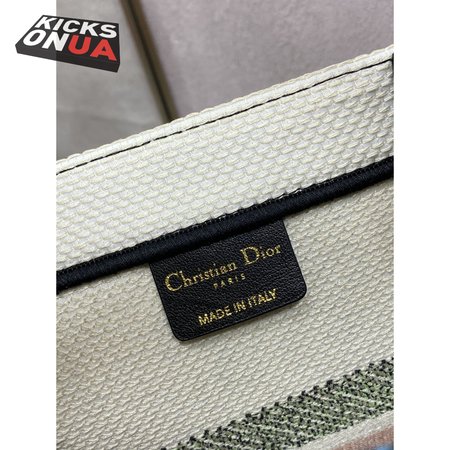 KICKS
ONUA
Christian Dior
PARIS
MADE IN ITALY